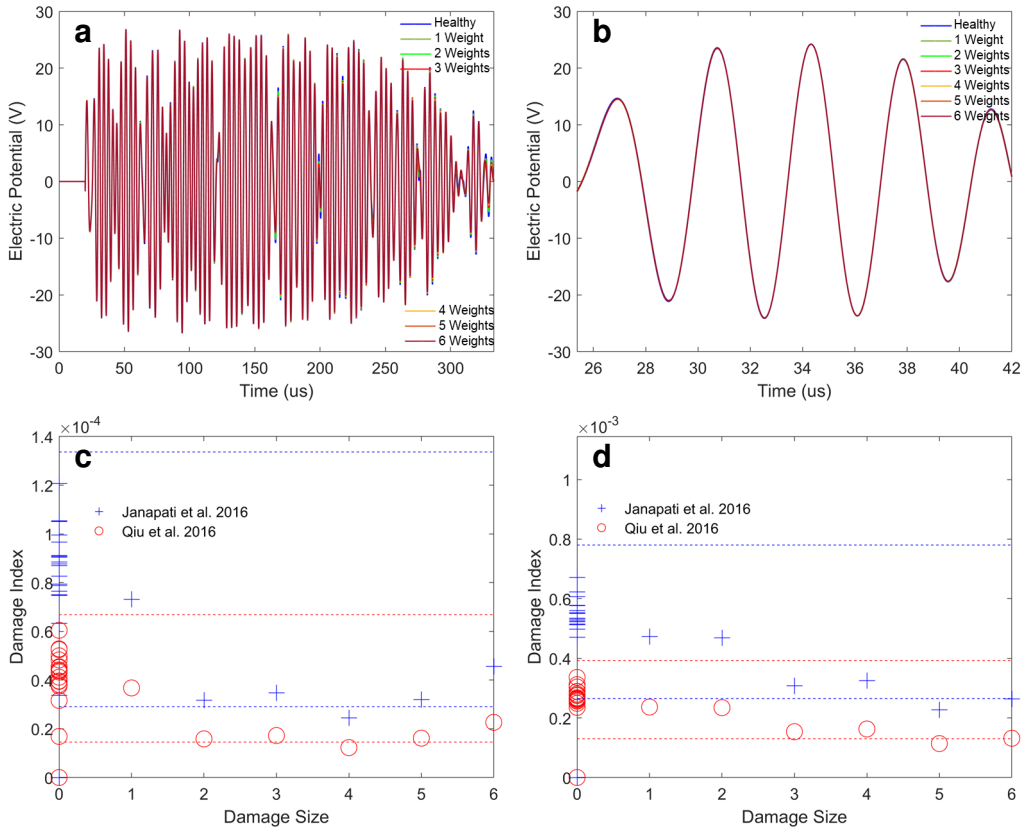 a
30
20
10
0
-10
-20
-30
Electric Potential (V)
Healthy
1 Weight
2 Weights
3 Weights
4 Weights
5 Weights
6 Weights
0 50 100 150 200 250 300
Time (us)
b
30
20
10
0
-10
-20
-30
Electric Potential (V)
Healthy
1 Weight
2 Weights
3 Weights
4 Weights
5 Weights
6 Weights
26 28 30 32 34 36 38 40 42
Time (us)
c
×10⁻⁴
1.4
1.2
1
0.8
0.6
0.4
0.2
0
Damage Index
Janapati et al. 2016
Qiu et al. 2016
0 1 2 3 4 5 6
Damage Size
d
×10⁻³
1
0.8
0.6
0.4
0.2
0
Damage Index
Janapati et al. 2016
Qiu et al. 2016
0 1 2 3 4 5 6
Damage Size